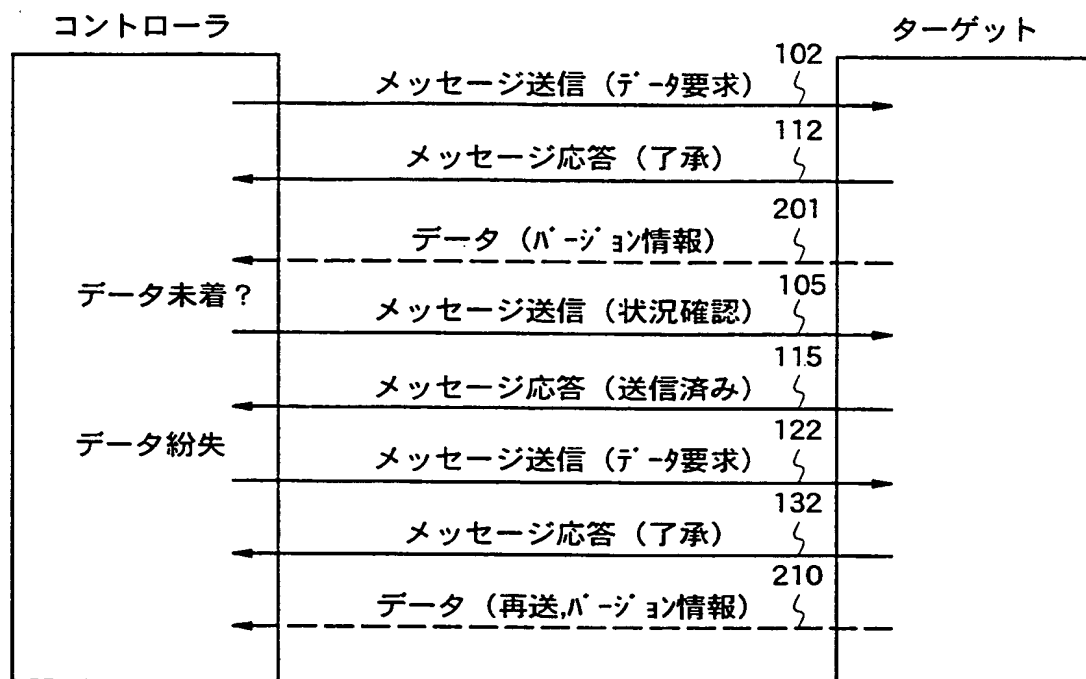 コントローラ
ターゲット
102
メッセージ送信（ﾃﾞｰﾀ要求）
112
メッセージ応答（了承）
201
データ（ﾊﾞｰｼﾞｮﾝ情報）
データ未着？
105
メッセージ送信（状況確認）
115
メッセージ応答（送信済み）
データ紛失
122
メッセージ送信（ﾃﾞｰﾀ要求）
132
メッセージ応答（了承）
210
データ（再送,ﾊﾞｰｼﾞｮﾝ情報）